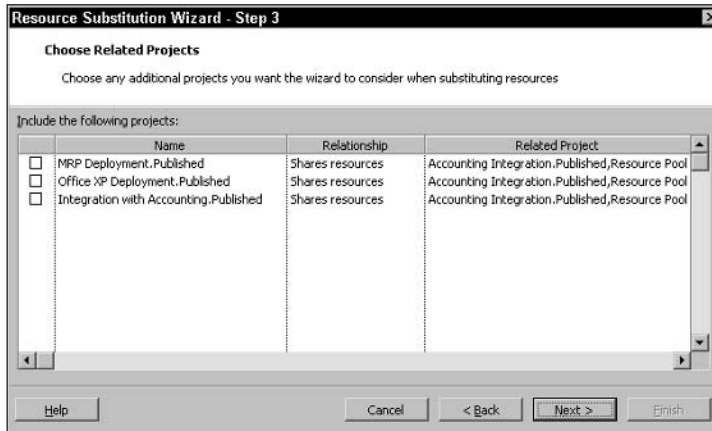 Resource Substitution Wizard - Step 3
Choose Related Projects
Choose any additional projects you want the wizard to consider when substituting resources
Include the following projects:
Name Relationship Related Project
MRP Deployment.Published Shares resources Accounting Integration.Published,Resource Pool
Office XP Deployment.Published Shares resources Accounting Integration.Published,Resource Pool
Integration with Accounting.Published Shares resources Accounting Integration.Published,Resource Pool
Help Cancel < Back Next > Finish